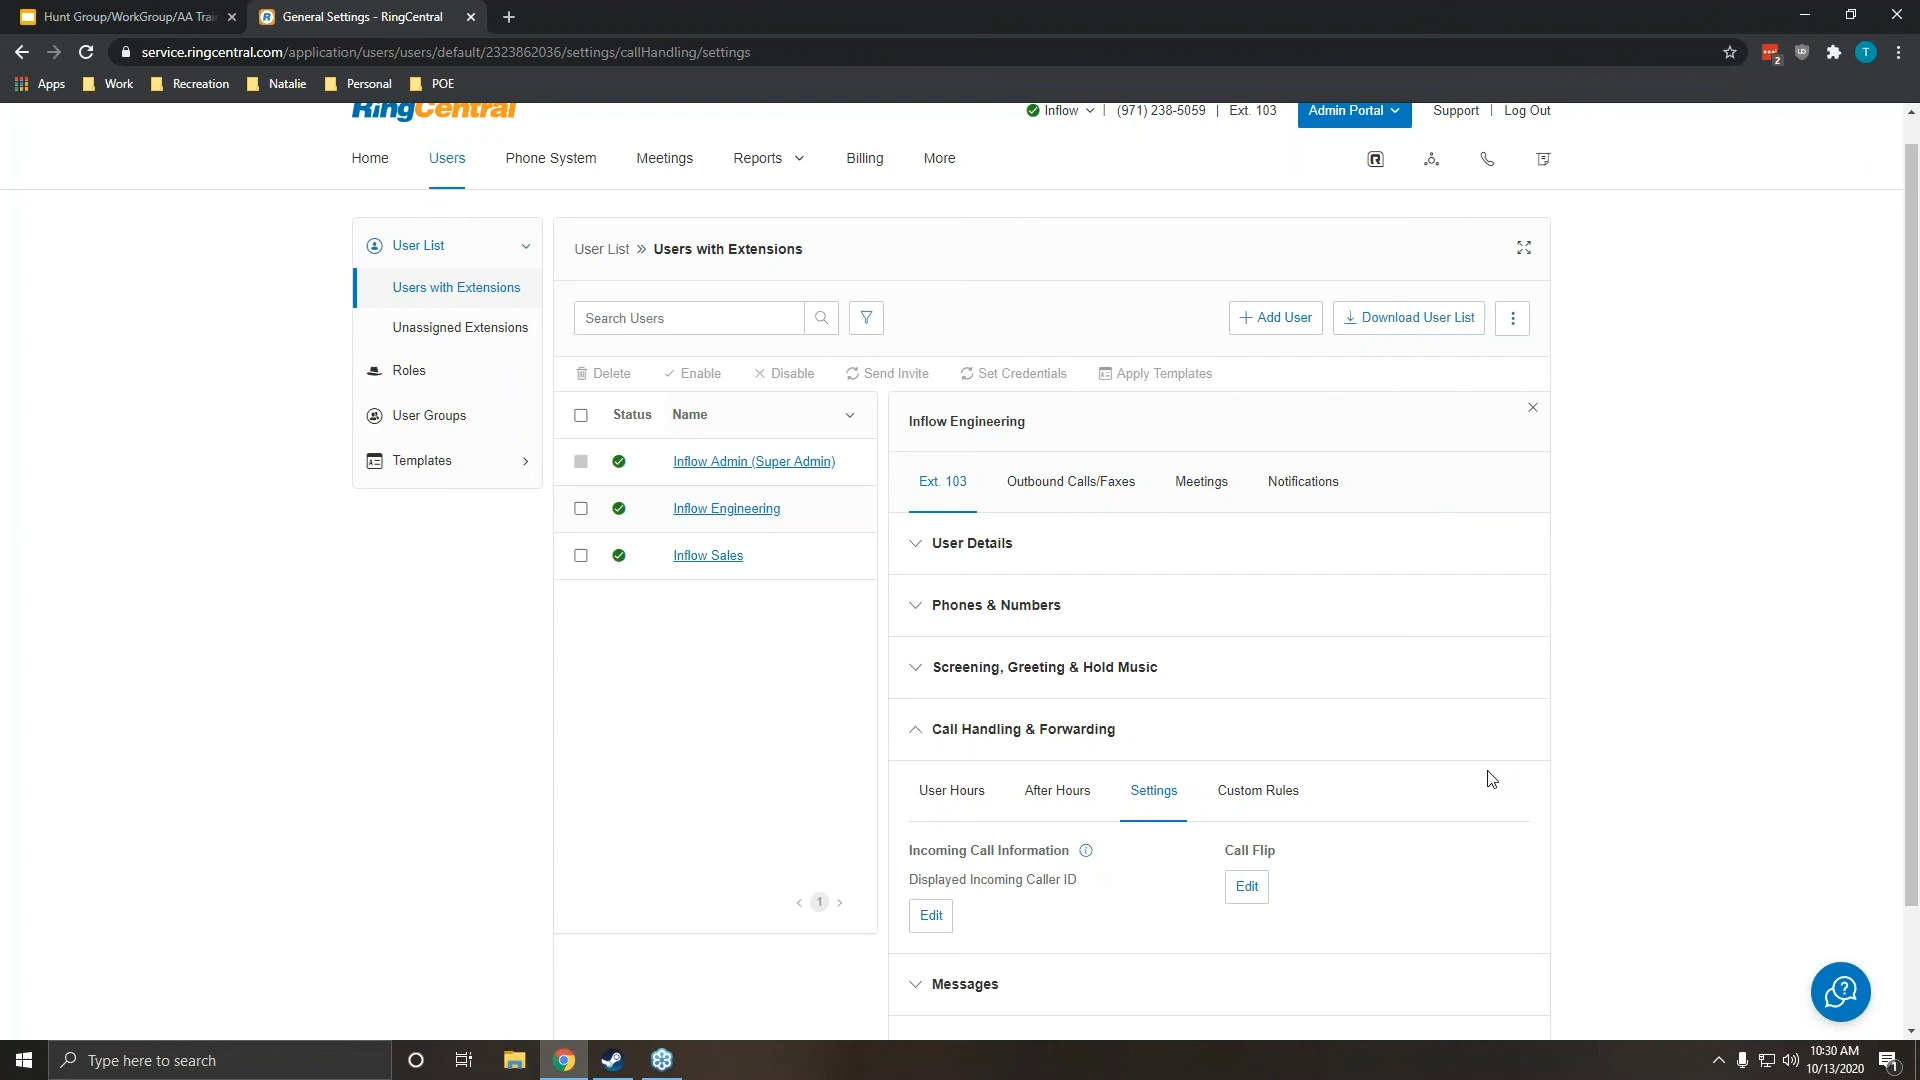 Hunt Group/WorkGroup/AA Trai
General Settings - RingCentral
service.ringcentral.com/application/users/users/default/2323862036/settings/callHandling/settings
2
T
Apps
Work
Recreation
Natalie
Personal
POE
RingCentral
Inflow
(971) 238-5059
Ext. 103
Admin Portal
Support
Log Out
Home
Users
Phone System
Meetings
Reports
Billing
More
User List
Users with Extensions
Unassigned Extensions
Roles
User Groups
Templates
User List » Users with Extensions
Search Users
+ Add User
Download User List
Delete
Enable
Disable
Send Invite
Set Credentials
Apply Templates
Status
Name
Inflow Admin (Super Admin)
Inflow Engineering
Inflow Sales
< 1 >
Inflow Engineering
Ext. 103
Outbound Calls/Faxes
Meetings
Notifications
User Details
Phones & Numbers
Screening, Greeting & Hold Music
Call Handling & Forwarding
User Hours
After Hours
Settings
Custom Rules
Incoming Call Information
Call Flip
Displayed Incoming Caller ID
Edit
Edit
Messages
Type here to search
10:30 AM
10/13/2020
1